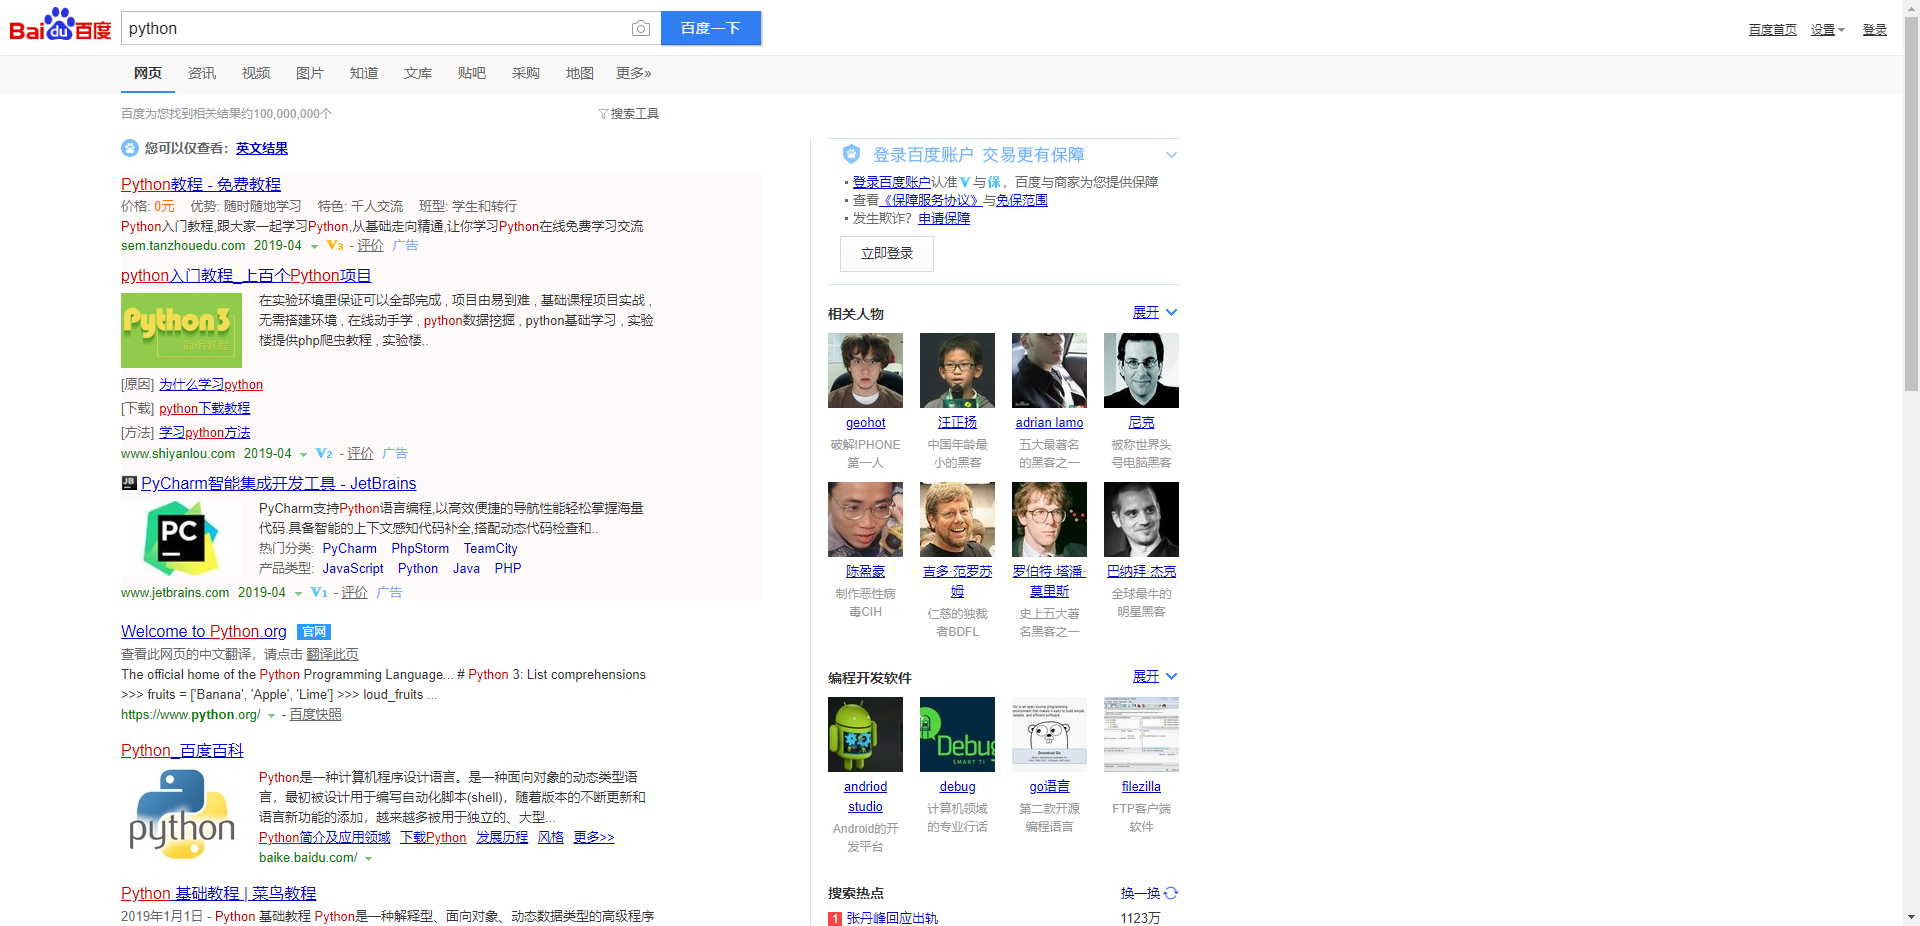 Bai du 百度
python
百度一下
百度首页 设置 登录
网页 资讯 视频 图片 知道 文库 贴吧 采购 地图 更多»
百度为您找到相关结果约100,000,000个
搜索工具
您可以仅查看: 英文结果
Python教程 - 免费教程
价格: 0元 优势: 随时随地学习 特色: 千人交流 班型: 学生和转行
Python入门教程,跟大家一起学习Python,从基础走向精通,让你学习Python在线免费学习交流
sem.tanzhouedu.com 2019-04 V3 - 评价 广告
python入门教程_上百个Python项目
Python3
简明教程
在实验环境里保证可以全部完成 , 项目由易到难 , 基础课程项目实战 ,
无需搭建环境 , 在线动手学 , python数据挖掘 , python基础学习 , 实验
楼提供php爬虫教程 , 实验楼..
[原因] 为什么学习python
[下载] python下载教程
[方法] 学习python方法
www.shiyanlou.com 2019-04 V2 - 评价 广告
JB PyCharm智能集成开发工具 - JetBrains
PC
PyCharm支持Python语言编程,以高效便捷的导航性能轻松掌握海量
代码.具备智能的上下文感知代码补全,搭配动态代码检查和..
热门分类: PyCharm PhpStorm TeamCity
产品类型: JavaScript Python Java PHP
www.jetbrains.com 2019-04 V1 - 评价 广告
Welcome to Python.org 官网
查看此网页的中文翻译，请点击 翻译此页
The official home of the Python Programming Language... # Python 3: List comprehensions
>>> fruits = ['Banana', 'Apple', 'Lime'] >>> loud_fruits ...
https://www.python.org/ - 百度快照
Python_百度百科
python
Python是一种计算机程序设计语言。是一种面向对象的动态类型语
言，最初被设计用于编写自动化脚本(shell)，随着版本的不断更新和
语言新功能的添加，越来越多被用于独立的、大型...
Python简介及应用领域 下载Python 发展历程 风格 更多>>
baike.baidu.com/
Python 基础教程 | 菜鸟教程
2019年1月1日 - Python 基础教程 Python是一种解释型、面向对象、动态数据类型的高级程序
登录百度账户 交易更有保障
登录百度账户认准V与保，百度与商家为您提供保障
查看《保障服务协议》与免保范围
发生欺诈？申请保障
立即登录
相关人物 展开
geohot 汪正扬 adrian lamo 尼克
破解IPHONE 中国年龄最 五大最著名 被称世界头
第一人 小的黑客 的黑客之一 号电脑黑客
陈盈豪 吉多·范罗苏 罗伯特·塔潘· 巴纳拜·杰克
姆 莫里斯
制作恶性病 仁慈的独裁 史上五大著 全球最牛的
毒CIH 者BDFL 名黑客之一 明星黑客
编程开发软件 展开
Debug
SMART TI
andriod debug go语言 filezilla
studio
Android的开 计算机领域 第二款开源 FTP客户端
发平台 的专业行话 编程语言 软件
搜索热点 换一换
1 张丹峰回应出轨 1123万